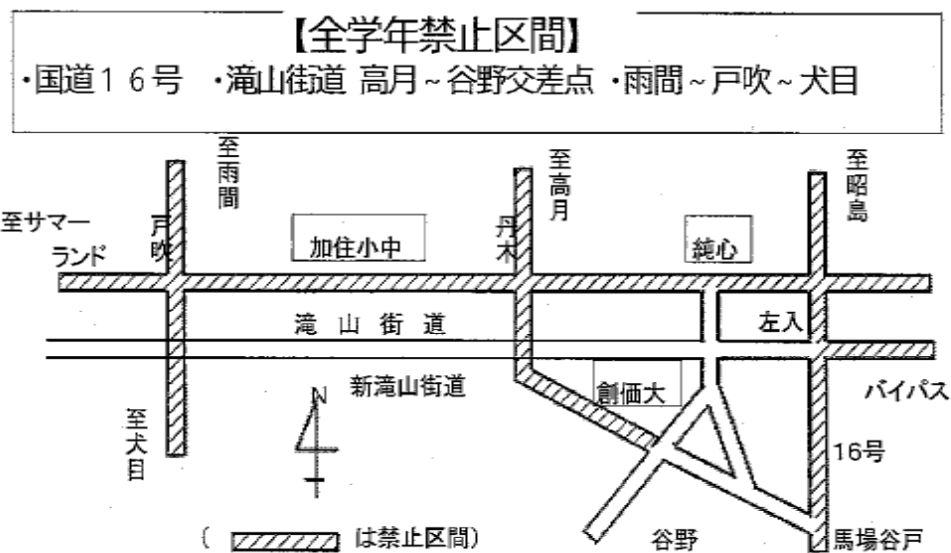 【全学年禁止区間】
・国道16号 ・滝山街道 高月~谷野交差点 ・雨間~戸吹~犬目
至雨間
至高月
至昭島
至サマー
ランド
戸吹
加住小中
丹木
純心
滝山街道
左入
新滝山街道
創価大
バイパス
N
至犬目
16号
( は禁止区間)
谷野
馬場谷戸